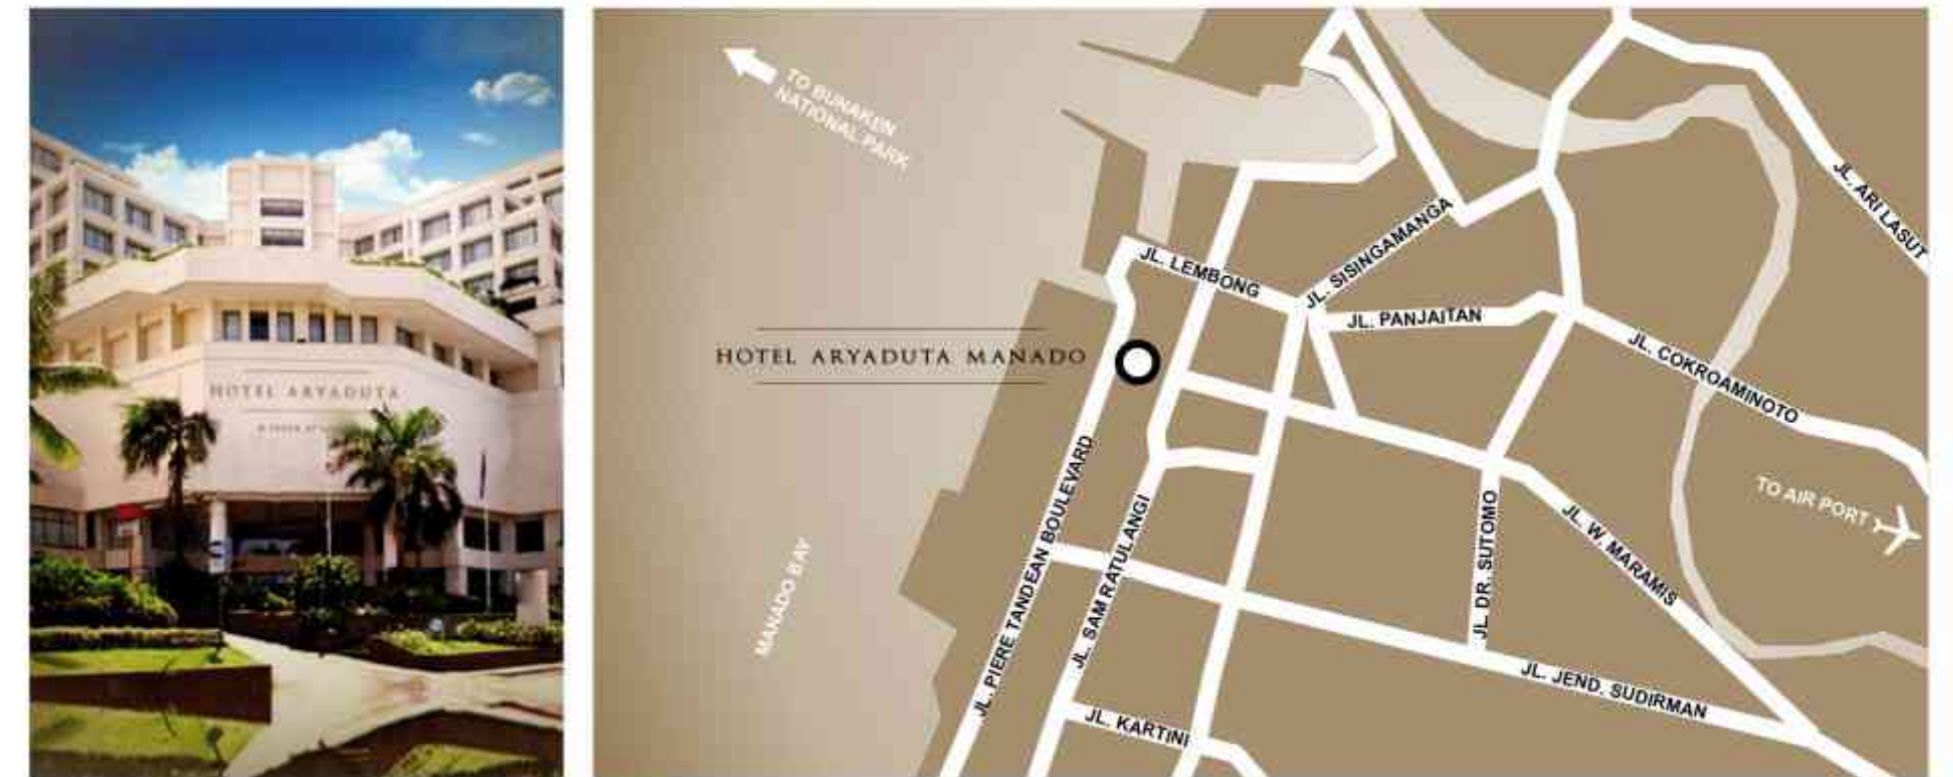 HOTEL ARYADUTA
TO BUNAKEN
NATIONAL PARK
JL. ARI LASUT
JL. SISINGAMANGA
JL. LEMBONG
JL. PANJAITAN
HOTEL ARYADUTA MANADO
JL. COKROAMINOTO
JL. PIERE TANDEAN BOULEVARD
JL. SAM RATULANGI
TO AIR PORT
JL. DR. SUTOMO
JL. W. MARAMIS
MANADO BAY
JL. JEND. SUDIRMAN
JL. KARTINI